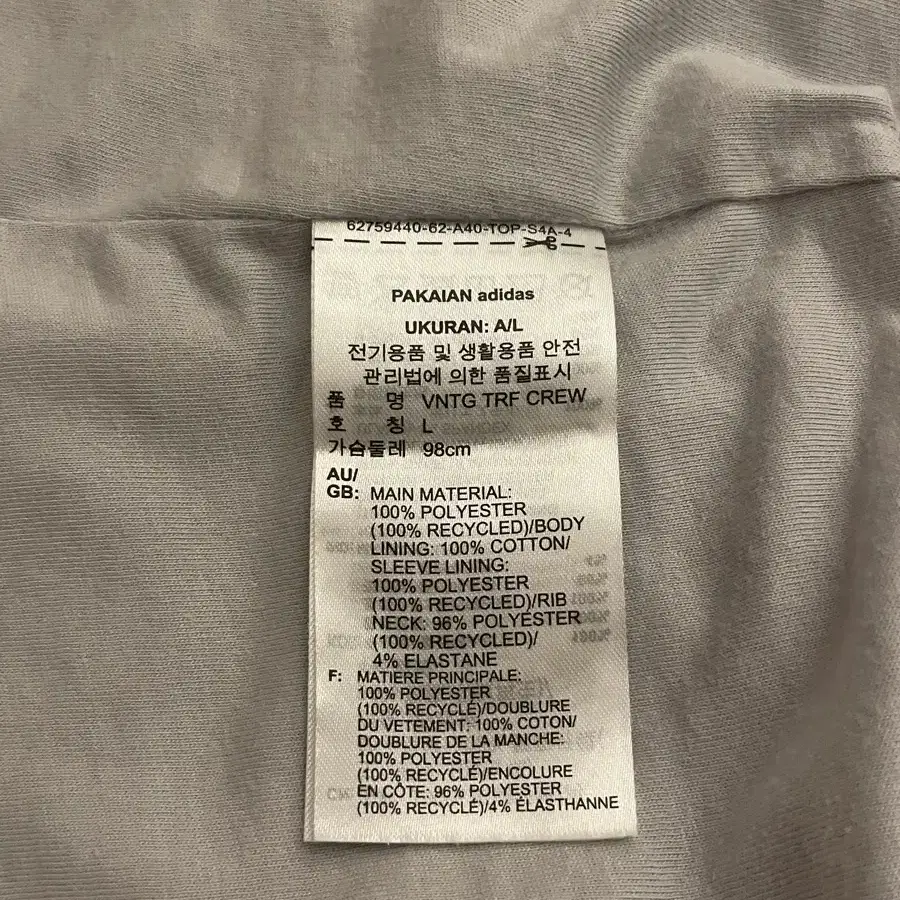 62759440-62-A40-TOP-S4A-4
PAKAIAN adidas
UKURAN: A/L
전기용품 및 생활용품 안전
관리법에 의한 품질표시
품 명 VNTG TRF CREW
호 칭 L
가슴둘레 98cm
AU/
GB: MAIN MATERIAL:
100% POLYESTER
(100% RECYCLED)/BODY
LINING: 100% COTTON/
SLEEVE LINING:
100% POLYESTER
(100% RECYCLED)/RIB
NECK: 96% POLYESTER
(100% RECYCLED)/
4% ELASTANE
F: MATIERE PRINCIPALE:
100% POLYESTER
(100% RECYCLÉ)/DOUBLURE
DU VETEMENT: 100% COTON/
DOUBLURE DE LA MANCHE:
100% POLYESTER
(100% RECYCLÉ)/ENCOLURE
EN CÔTE: 96% POLYESTER
(100% RECYCLÉ)/4% ÉLASTHANNE